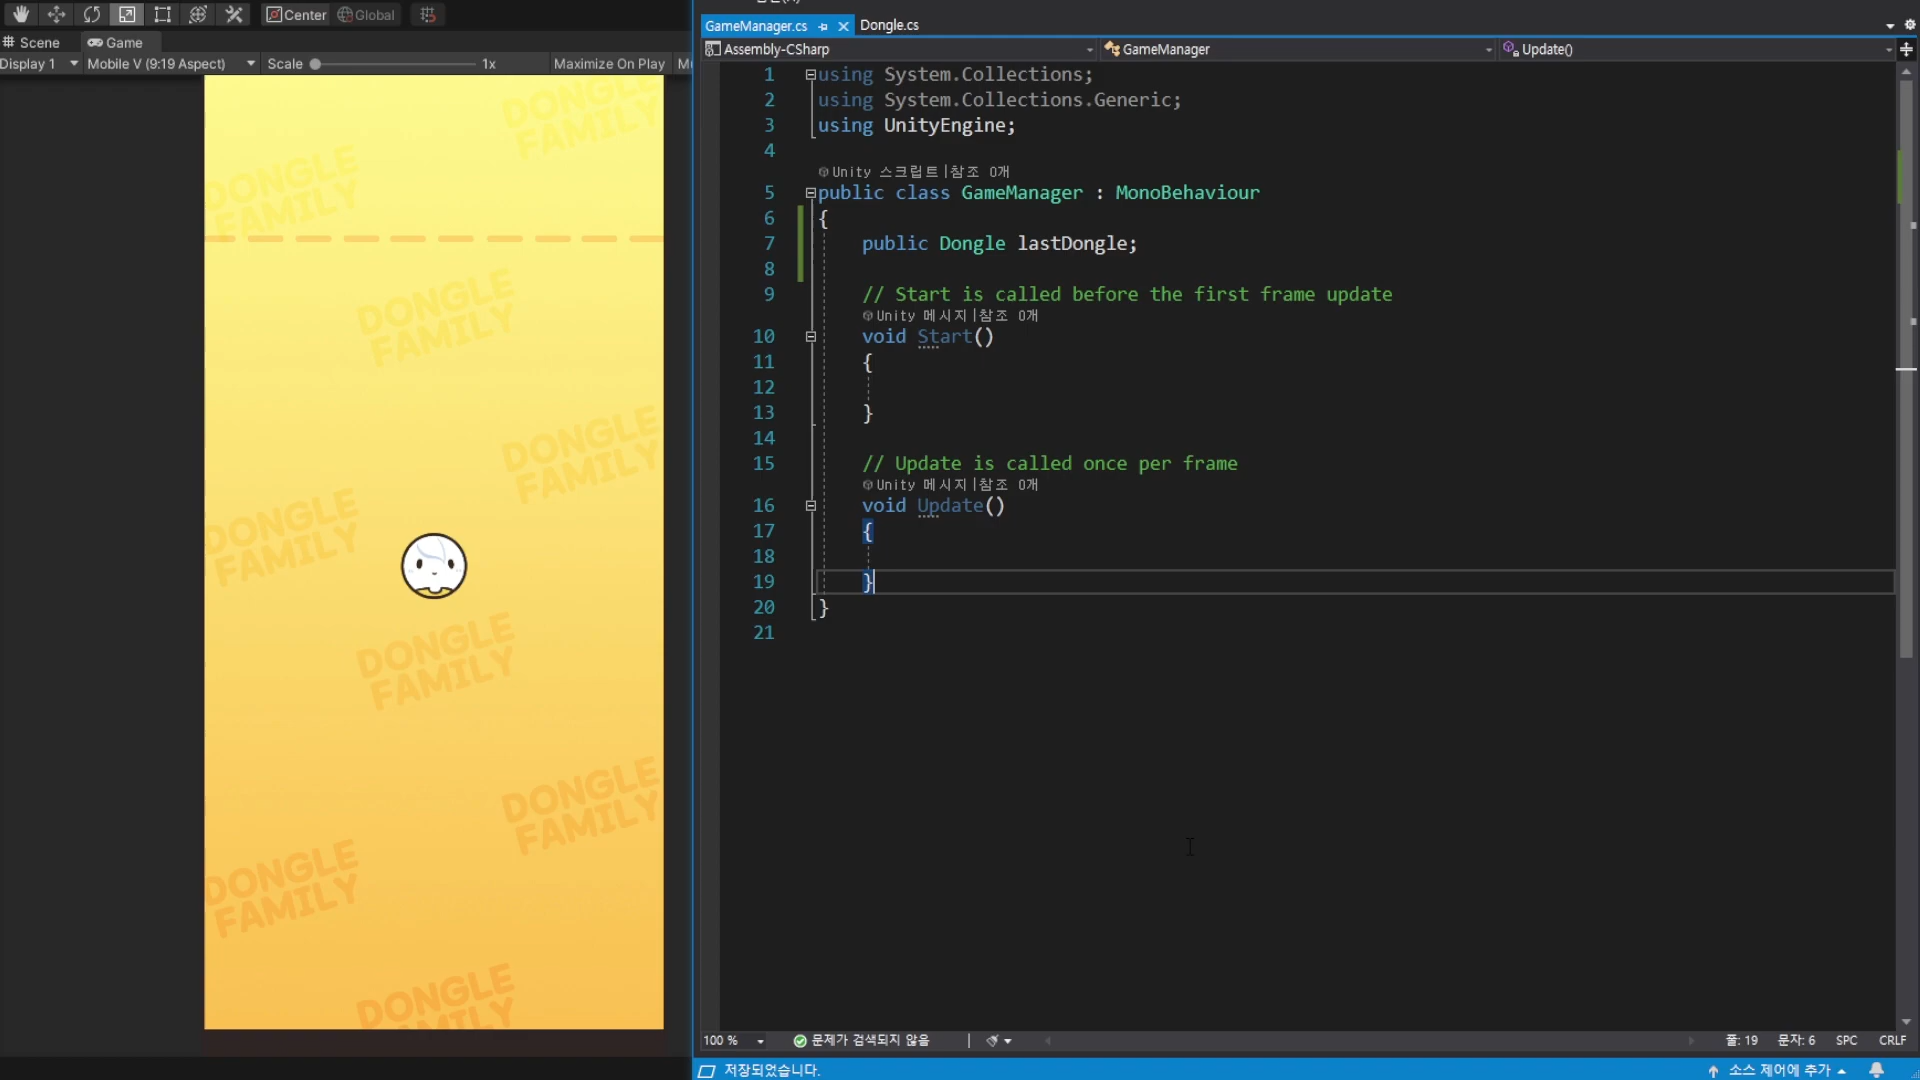 Center
Global
Scene
Game
Display 1
Mobile V (9:19 Aspect)
Scale
1x
Maximize On Play
DONGLE
FAMILY
DONGLE
FAMILY
DONGLE
FAMILY
DONGLE
FAMILY
DONGLE
FAMILY
DONGLE
FAMILY
DONGLE
FAMILY
DONGLE
FAMILY
DONGLE
FAMILY
GameManager.cs
Dongle.cs
Assembly-CSharp
GameManager
Update()
1 using System.Collections;
2 using System.Collections.Generic;
3 using UnityEngine;
4
Unity 스크립트|참조 0개
5 public class GameManager : MonoBehaviour
6 {
7 public Dongle lastDongle;
8
9 // Start is called before the first frame update
Unity 메시지|참조 0개
10 void Start()
11 {
12
13 }
14
15 // Update is called once per frame
Unity 메시지|참조 0개
16 void Update()
17 {
18
19 }
20 }
21
100 %
문제가 검색되지 않음
줄: 19
문자: 6
SPC
CRLF
저장되었습니다.
소스 제어에 추가